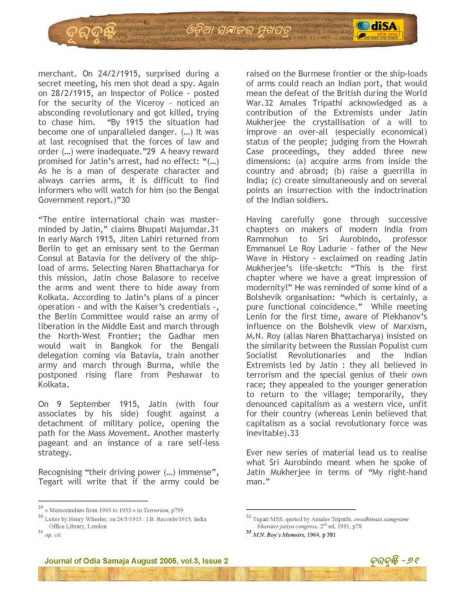 ଦୂରଦୃଷ୍ଟି
ଓଡ଼ିଆ ସମାଜର ମୁଖପତ୍ର
diSA
merchant. On 24/2/1915, surprised during a
secret meeting, his men shot dead a spy. Again
on 28/2/1915, an Inspector of Police - posted
for the security of the Viceroy - noticed an
absconding revolutionary and got killed, trying
to chase him. “By 1915 the situation had
become one of unparalleled danger. (…) It was
at last recognised that the forces of law and
order (…) were inadequate.”29 A heavy reward
promised for Jatin’s arrest, had no effect: “(…)
As he is a man of desperate character and
always carries arms, it is difficult to find
informers who will watch for him (so the Bengal
Government report.)”30
“The entire international chain was master-
minded by Jatin,” claims Bhupati Majumdar.31
In early March 1915, Jiten Lahiri returned from
Berlin to get an emissary sent to the German
Consul at Batavia for the delivery of the ship-
load of arms. Selecting Naren Bhattacharya for
this mission, Jatin chose Balasore to receive
the arms and went there to hide away from
Kolkata. According to Jatin’s plans of a pincer
operation - and with the Kaiser’s credentials -,
the Berlin Committee would raise an army of
liberation in the Middle East and march through
the North-West Frontier; the Gadhar men
would wait in Bangkok for the Bengali
delegation coming via Batavia, train another
army and march through Burma, while the
postponed rising flare from Peshawar to
Kolkata.
On 9 September 1915, Jatin (with four
associates by his side) fought against a
detachment of military police, opening the
path for the Mass Movement. Another masterly
pageant and an instance of a rare self-less
strategy.
Recognising “their driving power (…) immense”,
Tegart will write that if the army could be
29 « Memorandum from 1905 to 1933 » in Terrorism, p799
30 Letter by Henry Wheeler, on 24/5/1915 : I.B. Records/1915, India
Office Library, London
31 op. cit.
raised on the Burmese frontier or the ship-loads
of arms could reach an Indian port, that would
mean the defeat of the British during the World
War.32 Amales Tripathi acknowledged as a
contribution of the Extremists under Jatin
Mukherjee the crystallisation of a will to
improve an over-all (especially economical)
status of the people; judging from the Howrah
Case proceedings, they added three new
dimensions: (a) acquire arms from inside the
country and abroad; (b) raise a guerrilla in
India; (c) create simultaneously and on several
points an insurrection with the indoctrination
of the Indian soldiers.
Having carefully gone through successive
chapters on makers of modern India from
Rammohun to Sri Aurobindo, professor
Emmanuel Le Roy Ladurie - father of the New
Wave in History - exclaimed on reading Jatin
Mukherjee’s life-sketch: “This is the first
chapter where we have a great impression of
modernity!” He was reminded of some kind of a
Bolshevik organisation: “which is certainly, a
pure functional coincidence.” While meeting
Lenin for the first time, aware of Plekhanov’s
influence on the Bolshevik view of Marxism,
M.N. Roy (alias Naren Bhattacharya) insisted on
the similarity between the Russian Populist cum
Socialist Revolutionaries and the Indian
Extremists led by Jatin : they all believed in
terrorism and the special genius of their own
race; they appealed to the younger generation
to return to the village; temporarily, they
denounced capitalism as a western vice, unfit
for their country (whereas Lenin believed that
capitalism as a social revolutionary force was
inevitable).33
Ever new series of material lead us to realise
what Sri Aurobindo meant when he spoke of
Jatin Mukherjee in terms of “My right-hand
man.”
32 Tegart MSS, quoted by Amales Tripathi, swadhinata samgrame
bharater jatiya congress, 2nd ed. 1991, p78
33 M.N. Roy's Memoirs, 1964, p 381
Journal of Odia Samaja August 2005, vol.3, Issue 2
ଦୂରଦୃଷ୍ଟି -୬୧